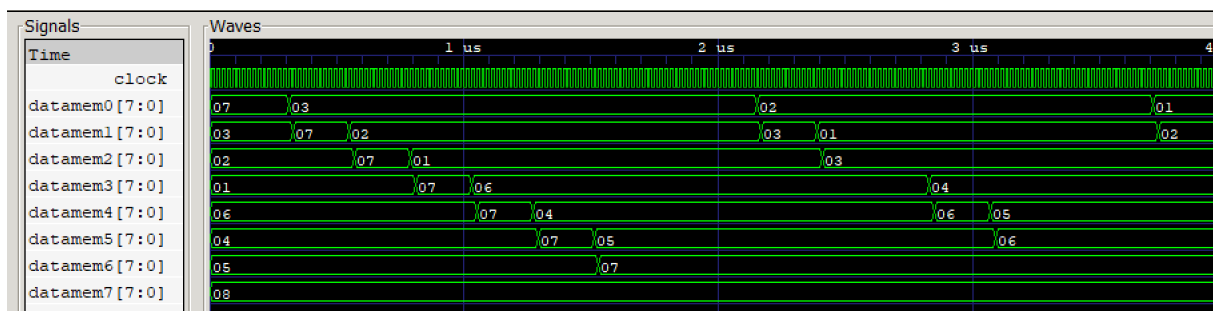 Signals Waves
Time 0 1 us 2 us 3 us 4
clock
datamem0[7:0] 07 03 02 01
datamem1[7:0] 03 07 02 03 01 02
datamem2[7:0] 02 07 01 03
datamem3[7:0] 01 07 06 04
datamem4[7:0] 06 07 04 06 05
datamem5[7:0] 04 07 05 06
datamem6[7:0] 05 07
datamem7[7:0] 08